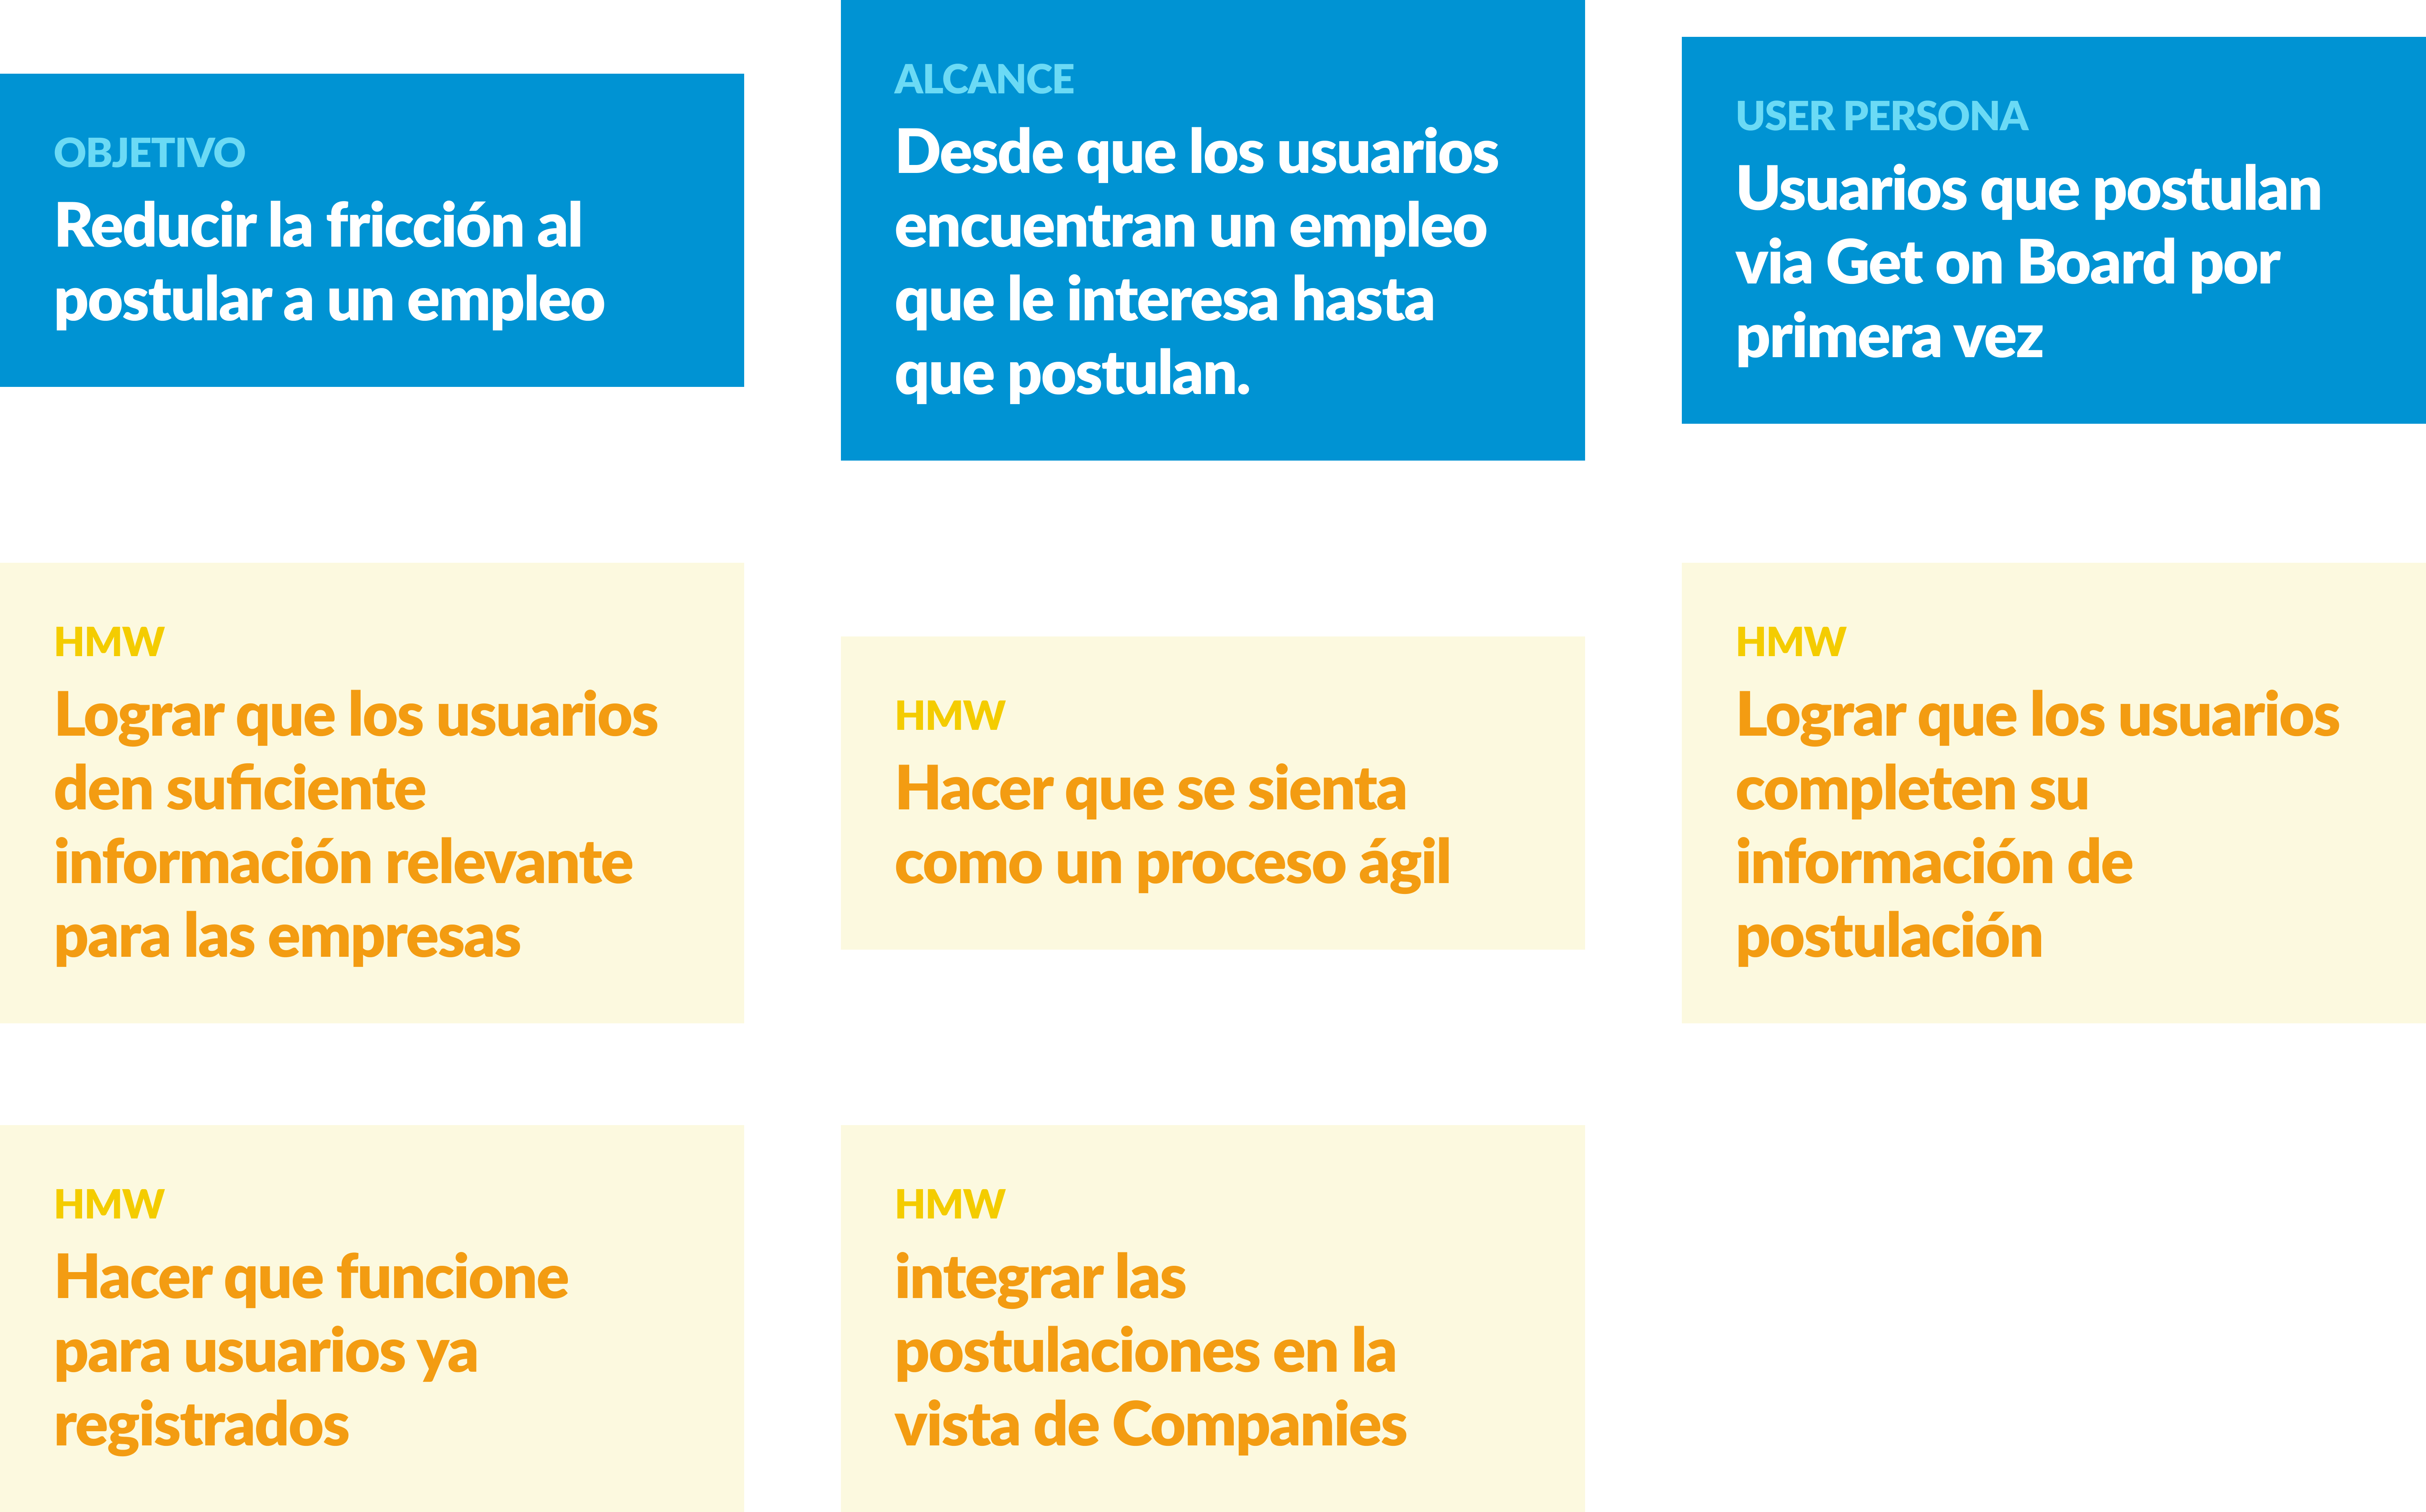 OBJETIVO
Reducir la fricción al
postular a un empleo
ALCANCE
Desde que los usuarios
encuentran un empleo
que le interesa hasta
que postulan.
USER PERSONA
Usuarios que postulan
via Get on Board por
primera vez
HMW
Lograr que los usuarios
den suficiente
información relevante
para las empresas
HMW
Hacer que se sienta
como un proceso ágil
HMW
Lograr que los usuarios
completen su
información de
postulación
HMW
Hacer que funcione
para usuarios ya
registrados
HMW
integrar las
postulaciones en la
vista de Companies